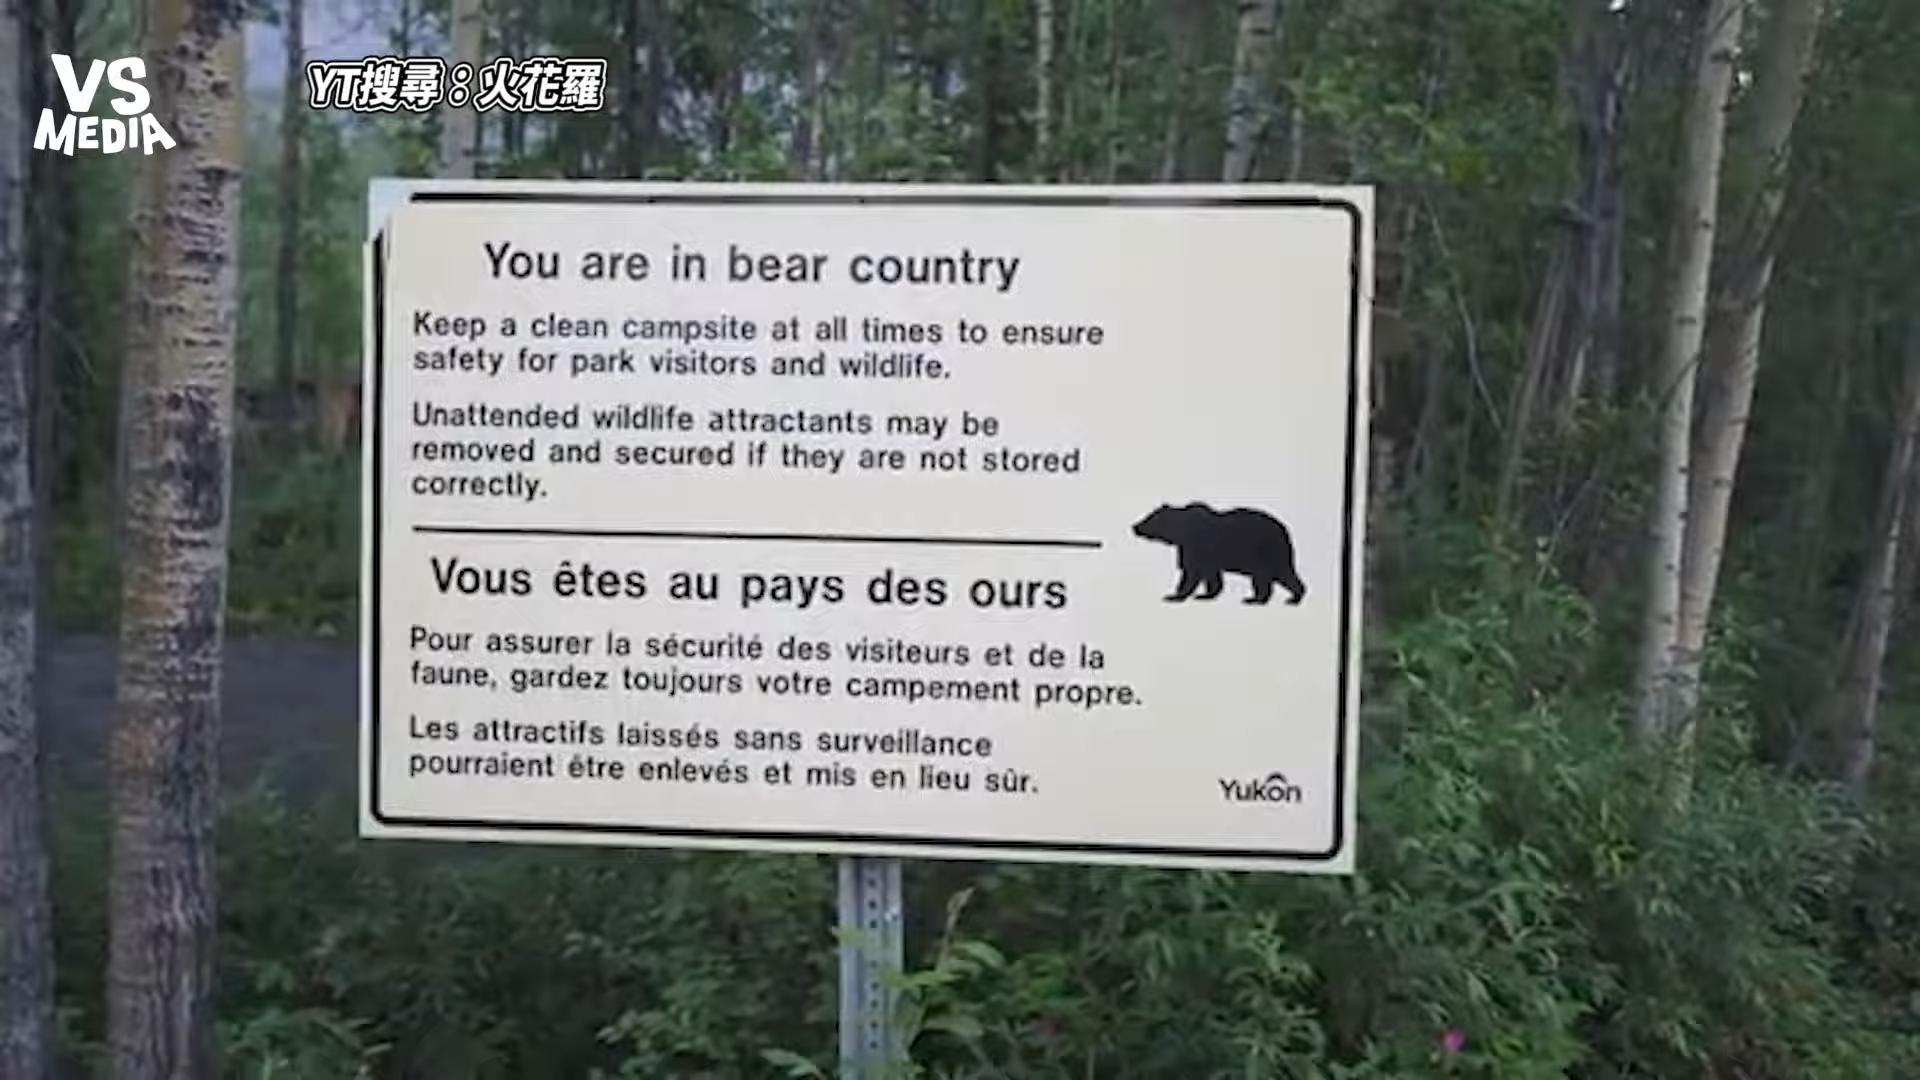 VS
MEDIA
YT搜尋：火花羅
You are in bear country
Keep a clean campsite at all times to ensure
safety for park visitors and wildlife.
Unattended wildlife attractants may be
removed and secured if they are not stored
correctly.
Vous êtes au pays des ours
Pour assurer la sécurité des visiteurs et de la
faune, gardez toujours votre campement propre.
Les attractifs laissés sans surveillance
pourraient être enlevés et mis en lieu sûr.
Yukon